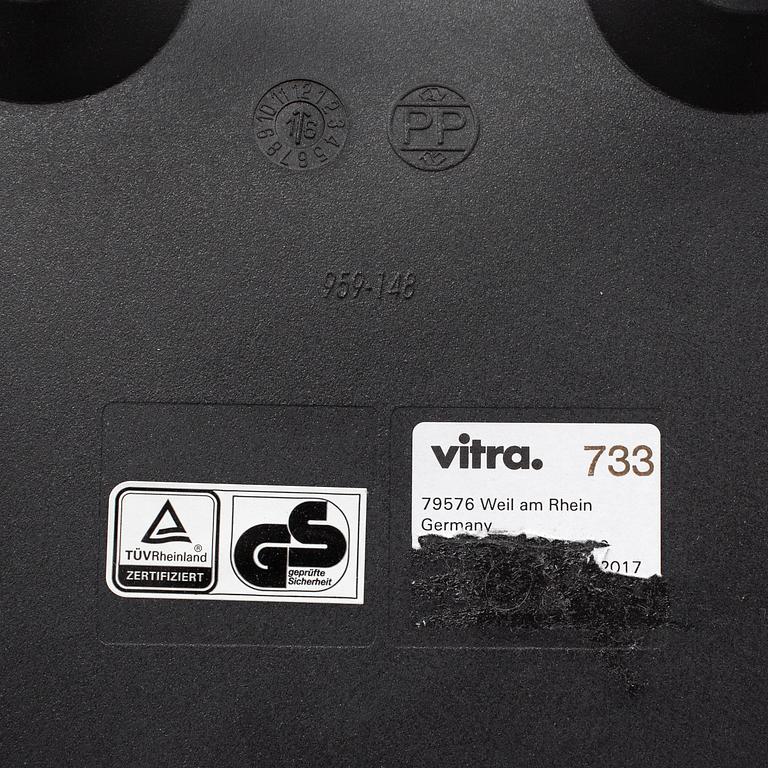 12 1 2 3 4 5 6 7 8 9 10 11
16
PP
959-148
vitra. 733
79576 Weil am Rhein
Germany
2017
TÜVRheinland®
ZERTIFIZIERT
GS
geprüfte
Sicherheit